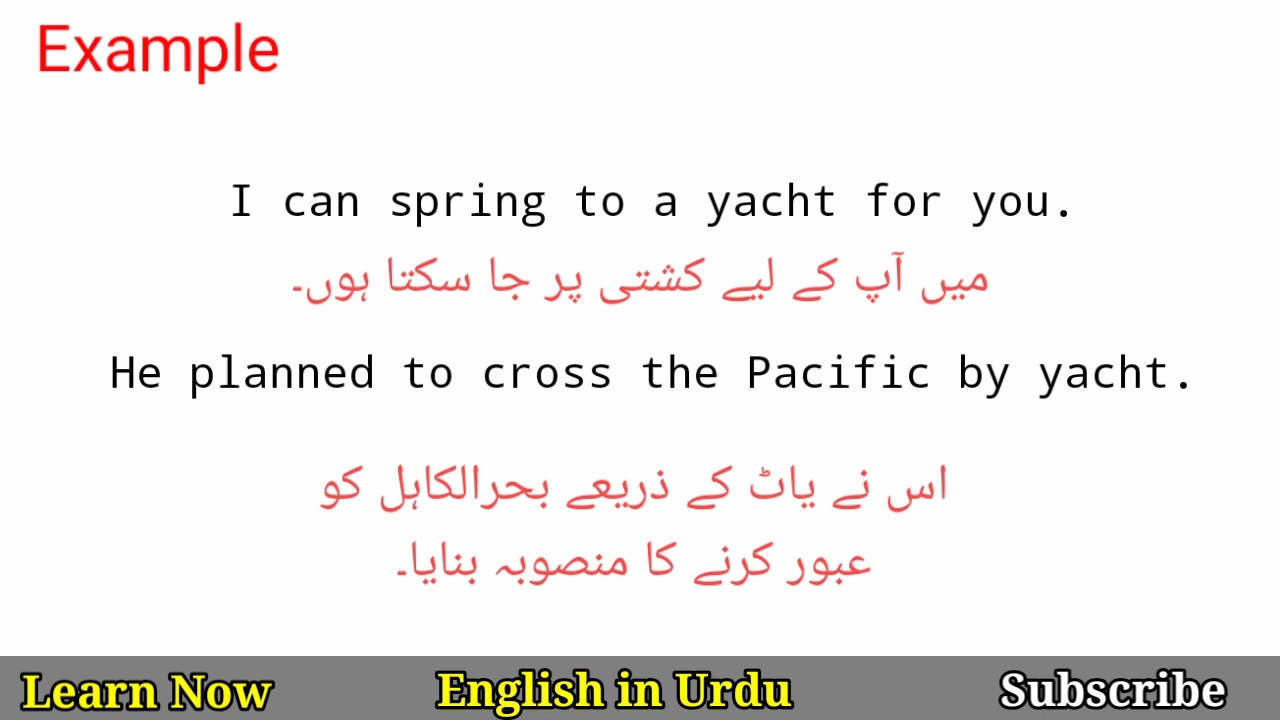 Example
I can spring to a yacht for you.
میں آپ کے لیے کشتی پر جا سکتا ہوں۔
He planned to cross the Pacific by yacht.
اس نے یاٹ کے ذریعے بحرالکاہل کو
عبور کرنے کا منصوبہ بنایا۔
Learn Now English in Urdu Subscribe